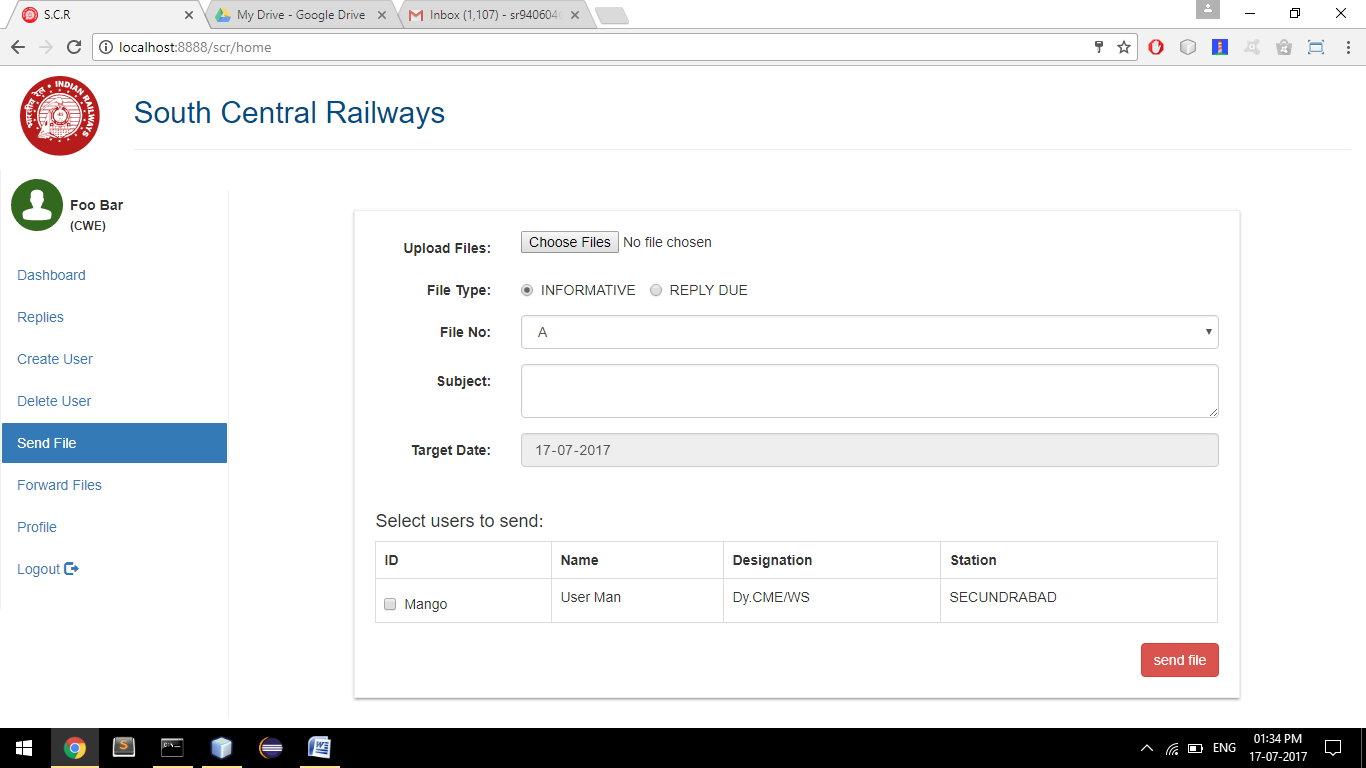 S.C.R
My Drive - Google Drive
Inbox (1,107) - sr940604
localhost:8888/scr/home
INDIAN RAILWAYS
भारतीय रेल
South Central Railways
Foo Bar
(CWE)
Dashboard
Replies
Create User
Delete User
Send File
Forward Files
Profile
Logout
Upload Files: Choose Files No file chosen
File Type: INFORMATIVE REPLY DUE
File No: A
Subject:
Target Date: 17-07-2017
Select users to send:
ID Name Designation Station
Mango User Man Dy.CME/WS SECUNDRABAD
send file
ENG
01:34 PM
17-07-2017